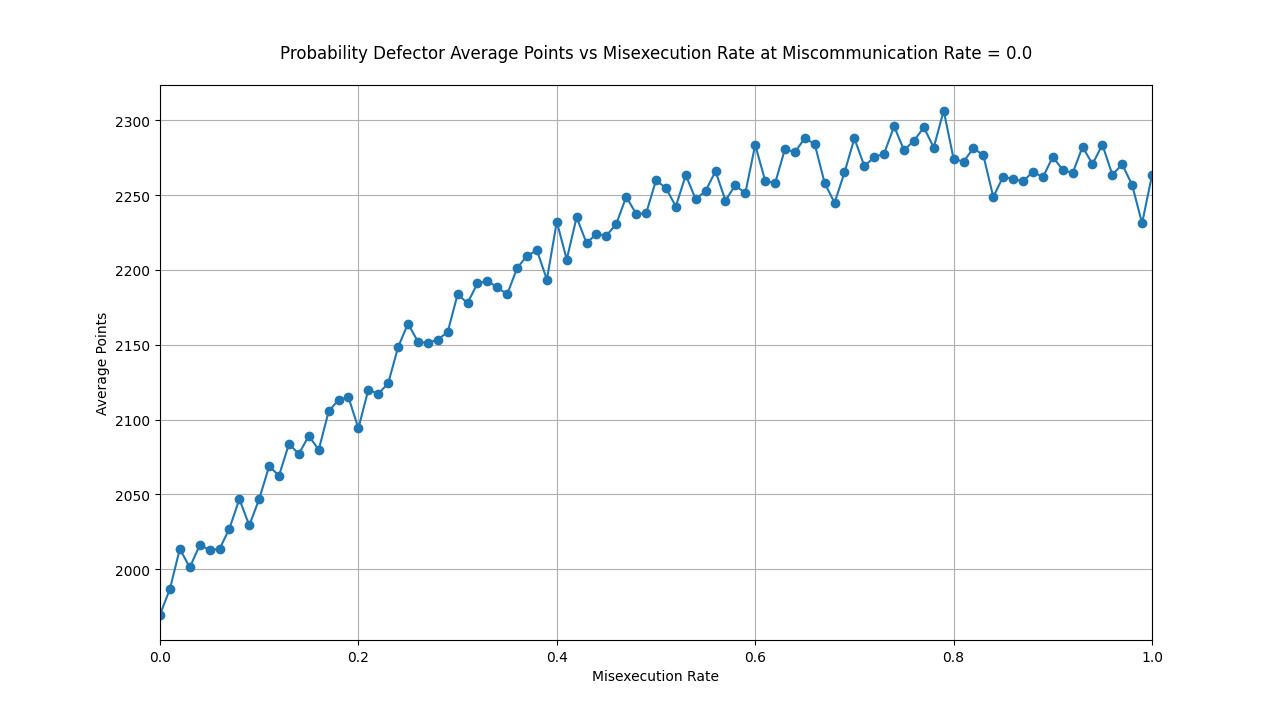 Probability Defector Average Points vs Misexecution Rate at Miscommunication Rate = 0.0
2300
2250
2200
2150
2100
2050
2000
Average Points
0.0 0.2 0.4 0.6 0.8 1.0
Misexecution Rate